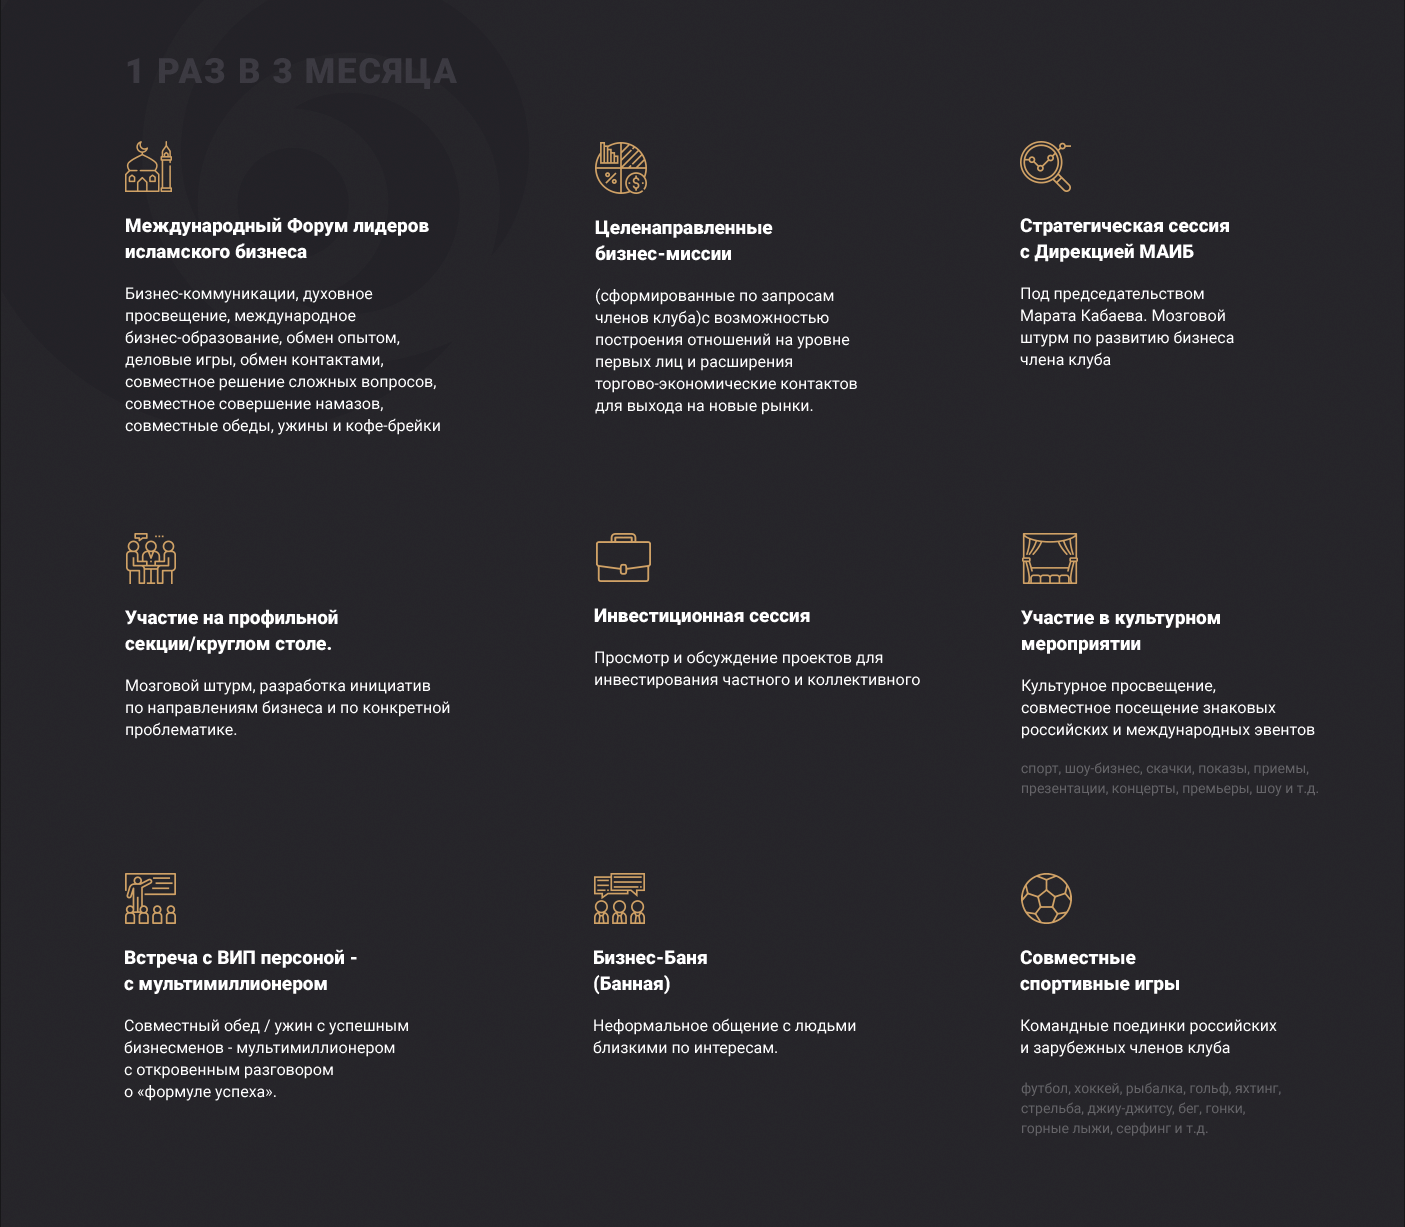 1 РАЗ В 3 МЕСЯЦА
Международный Форум лидеров
исламского бизнеса
Бизнес-коммуникации, духовное
просвещение, международное
бизнес-образование, обмен опытом,
деловые игры, обмен контактами,
совместное решение сложных вопросов,
совместное совершение намазов,
совместные обеды, ужины и кофе-брейки
Целенаправленные
бизнес-миссии
(сформированные по запросам
членов клуба)с возможностью
построения отношений на уровне
первых лиц и расширения
торгово-экономические контактов
для выхода на новые рынки.
Стратегическая сессия
с Дирекцией МАИБ
Под председательством
Марата Кабаева. Мозговой
штурм по развитию бизнеса
члена клуба
Участие на профильной
секции/круглом столе.
Мозговой штурм, разработка инициатив
по направлениям бизнеса и по конкретной
проблематике.
Инвестиционная сессия
Просмотр и обсуждение проектов для
инвестирования частного и коллективного
Участие в культурном
мероприятии
Культурное просвещение,
совместное посещение знаковых
российских и международных эвентов
спорт, шоу-бизнес, скачки, показы, приемы,
презентации, концерты, премьеры, шоу и т.д.
Встреча с ВИП персоной -
с мультимиллионером
Совместный обед / ужин с успешным
бизнесменов - мультимиллионером
с откровенным разговором
о «формуле успеха».
Бизнес-Баня
(Банная)
Неформальное общение с людьми
близкими по интересам.
Совместные
спортивные игры
Командные поединки российских
и зарубежных членов клуба
футбол, хоккей, рыбалка, гольф, яхтинг,
стрельба, джиу-джитсу, бег, гонки,
горные лыжи, серфинг и т.д.